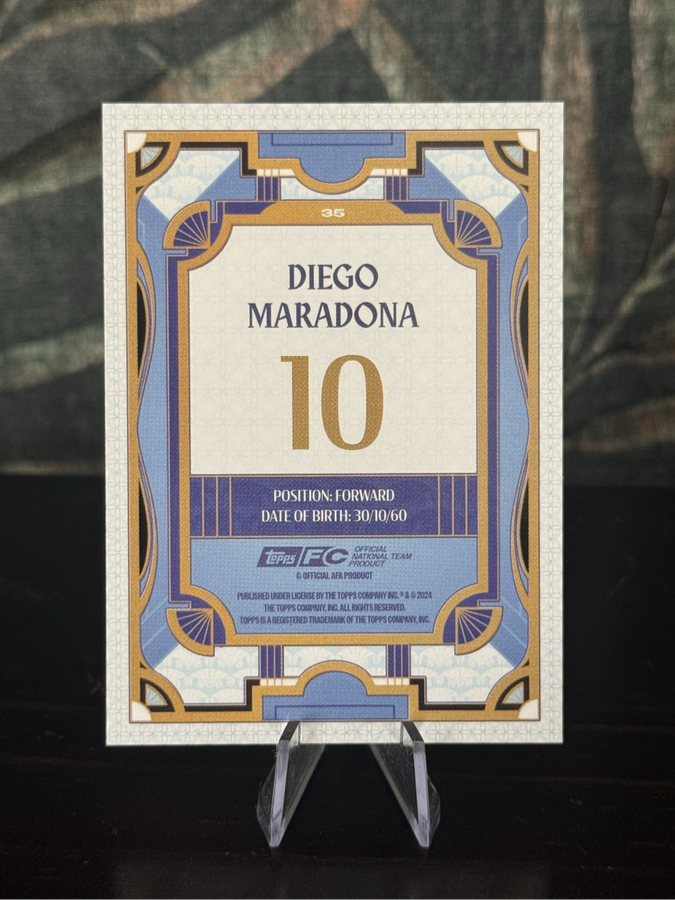 35
DIEGO
MARADONA
10
POSITION: FORWARD
DATE OF BIRTH: 30/10/60
topps FC OFFICIAL
NATIONAL TEAM
PRODUCT
© OFFICIAL AFA PRODUCT
PUBLISHED UNDER LICENSE BY THE TOPPS COMPANY INC. ® & © 2024
THE TOPPS COMPANY, INC. ALL RIGHTS RESERVED.
TOPPS IS A REGISTERED TRADEMARK OF THE TOPPS COMPANY, INC.